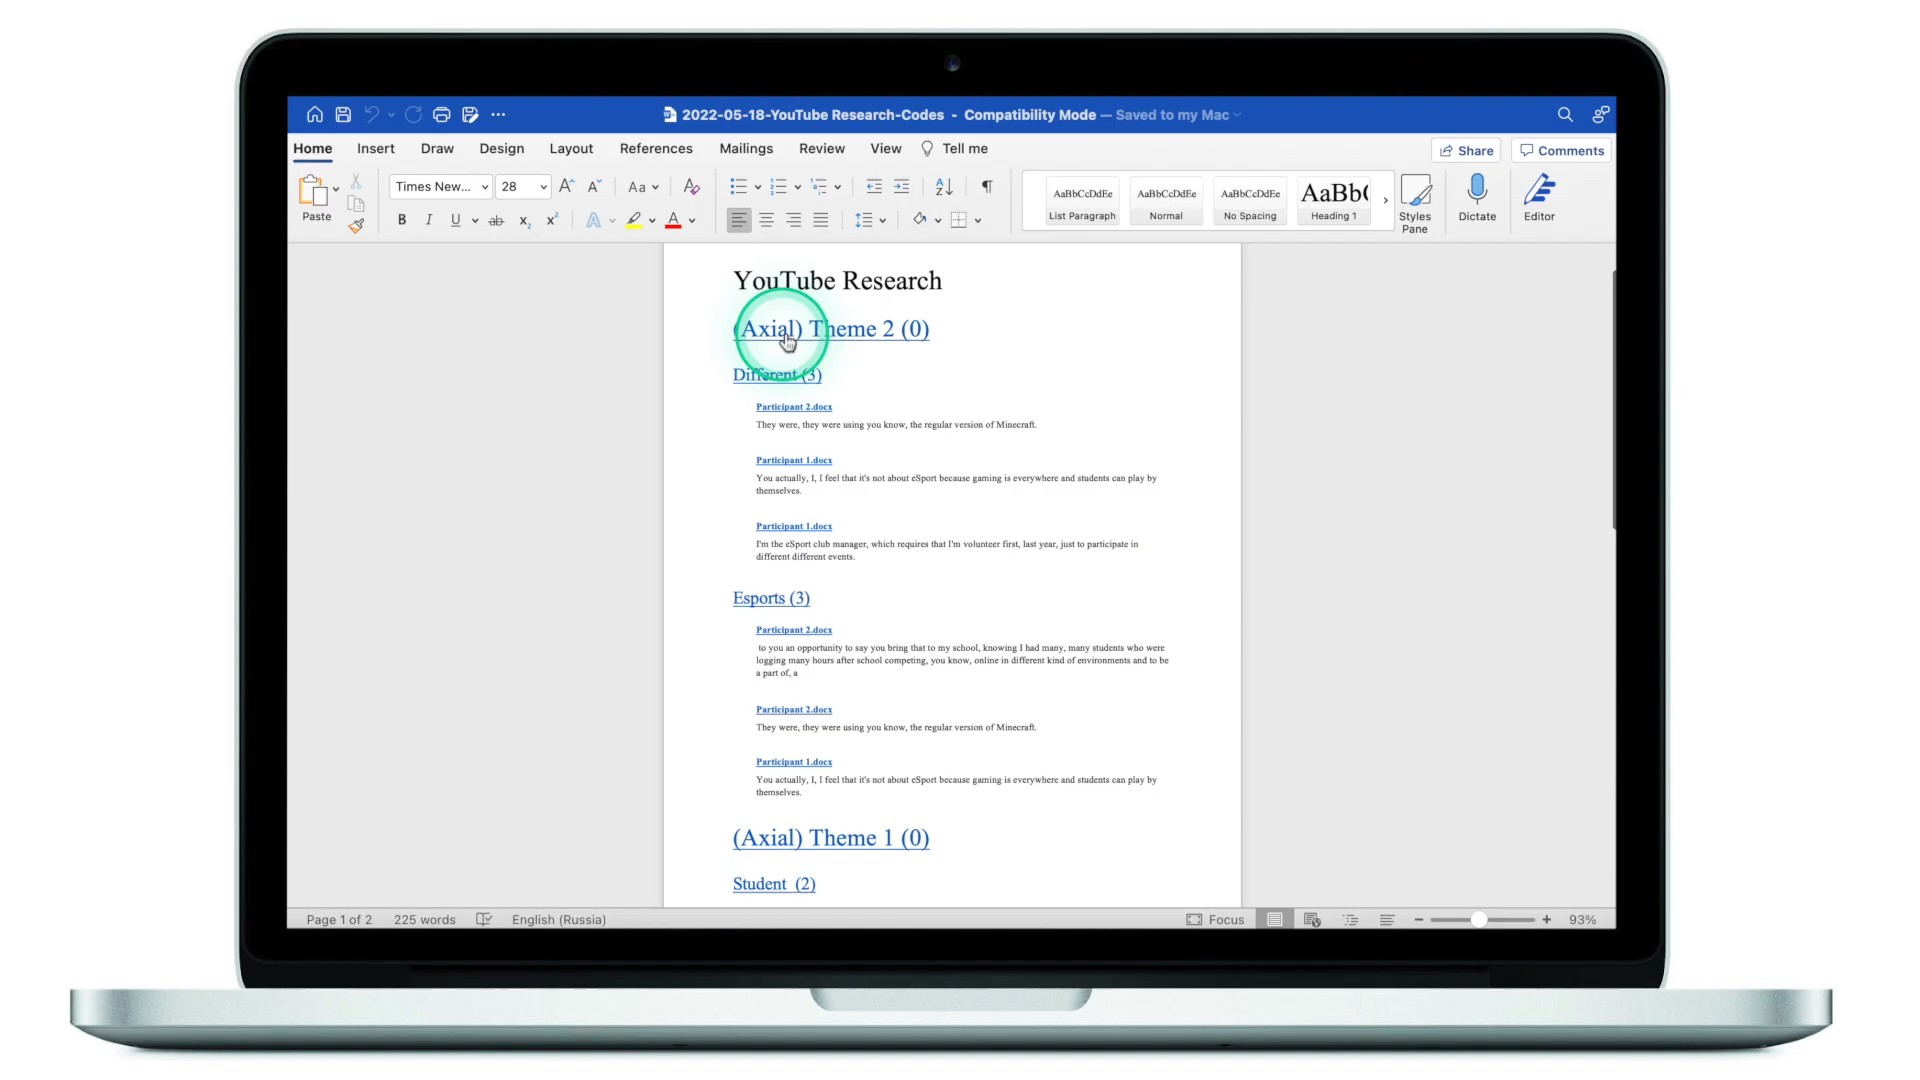 2022-05-18-YouTube Research-Codes - Compatibility Mode — Saved to my Mac
Home Insert Draw Design Layout References Mailings Review View Tell me Share Comments
Paste Times New... 28 Aa
B I U ab x2 x2 A A
AaBbCcDdEe AaBbCcDdEe AaBbCcDdEe AaBb(
List Paragraph Normal No Spacing Heading 1
Styles Pane Dictate Editor
YouTube Research
(Axial) Theme 2 (0)
Different (3)
Participant 2.docx
They were, they were using you know, the regular version of Minecraft.
Participant 1.docx
You actually, I, I feel that it's not about eSport because gaming is everywhere and students can play by
themselves.
Participant 1.docx
I'm the eSport club manager, which requires that I'm volunteer first, last year, just to participate in
different different events.
Esports (3)
Participant 2.docx
to you an opportunity to say you bring that to my school, knowing I had many, many students who were
logging many hours after school competing, you know, online in different kind of environments and to be
a part of, a
Participant 2.docx
They were, they were using you know, the regular version of Minecraft.
Participant 1.docx
You actually, I, I feel that it's not about eSport because gaming is everywhere and students can play by
themselves.
(Axial) Theme 1 (0)
Student (2)
Page 1 of 2 225 words English (Russia) Focus 93%